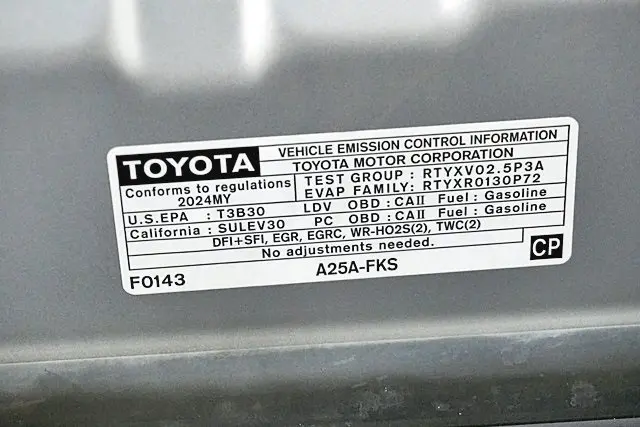 TOYOTA
VEHICLE EMISSION CONTROL INFORMATION
TOYOTA MOTOR CORPORATION
Conforms to regulations
2024MY
TEST GROUP : RTYXV02.5P3A
EVAP FAMILY: RTYXR0130P72
U.S.EPA : T3B30 LDV OBD : CAII Fuel : Gasoline
California : SULEV30 PC OBD : CAII Fuel : Gasoline
DFI+SFI, EGR, EGRC, WR-HO2S(2), TWC(2)
No adjustments needed.
CP
F0143
A25A-FKS